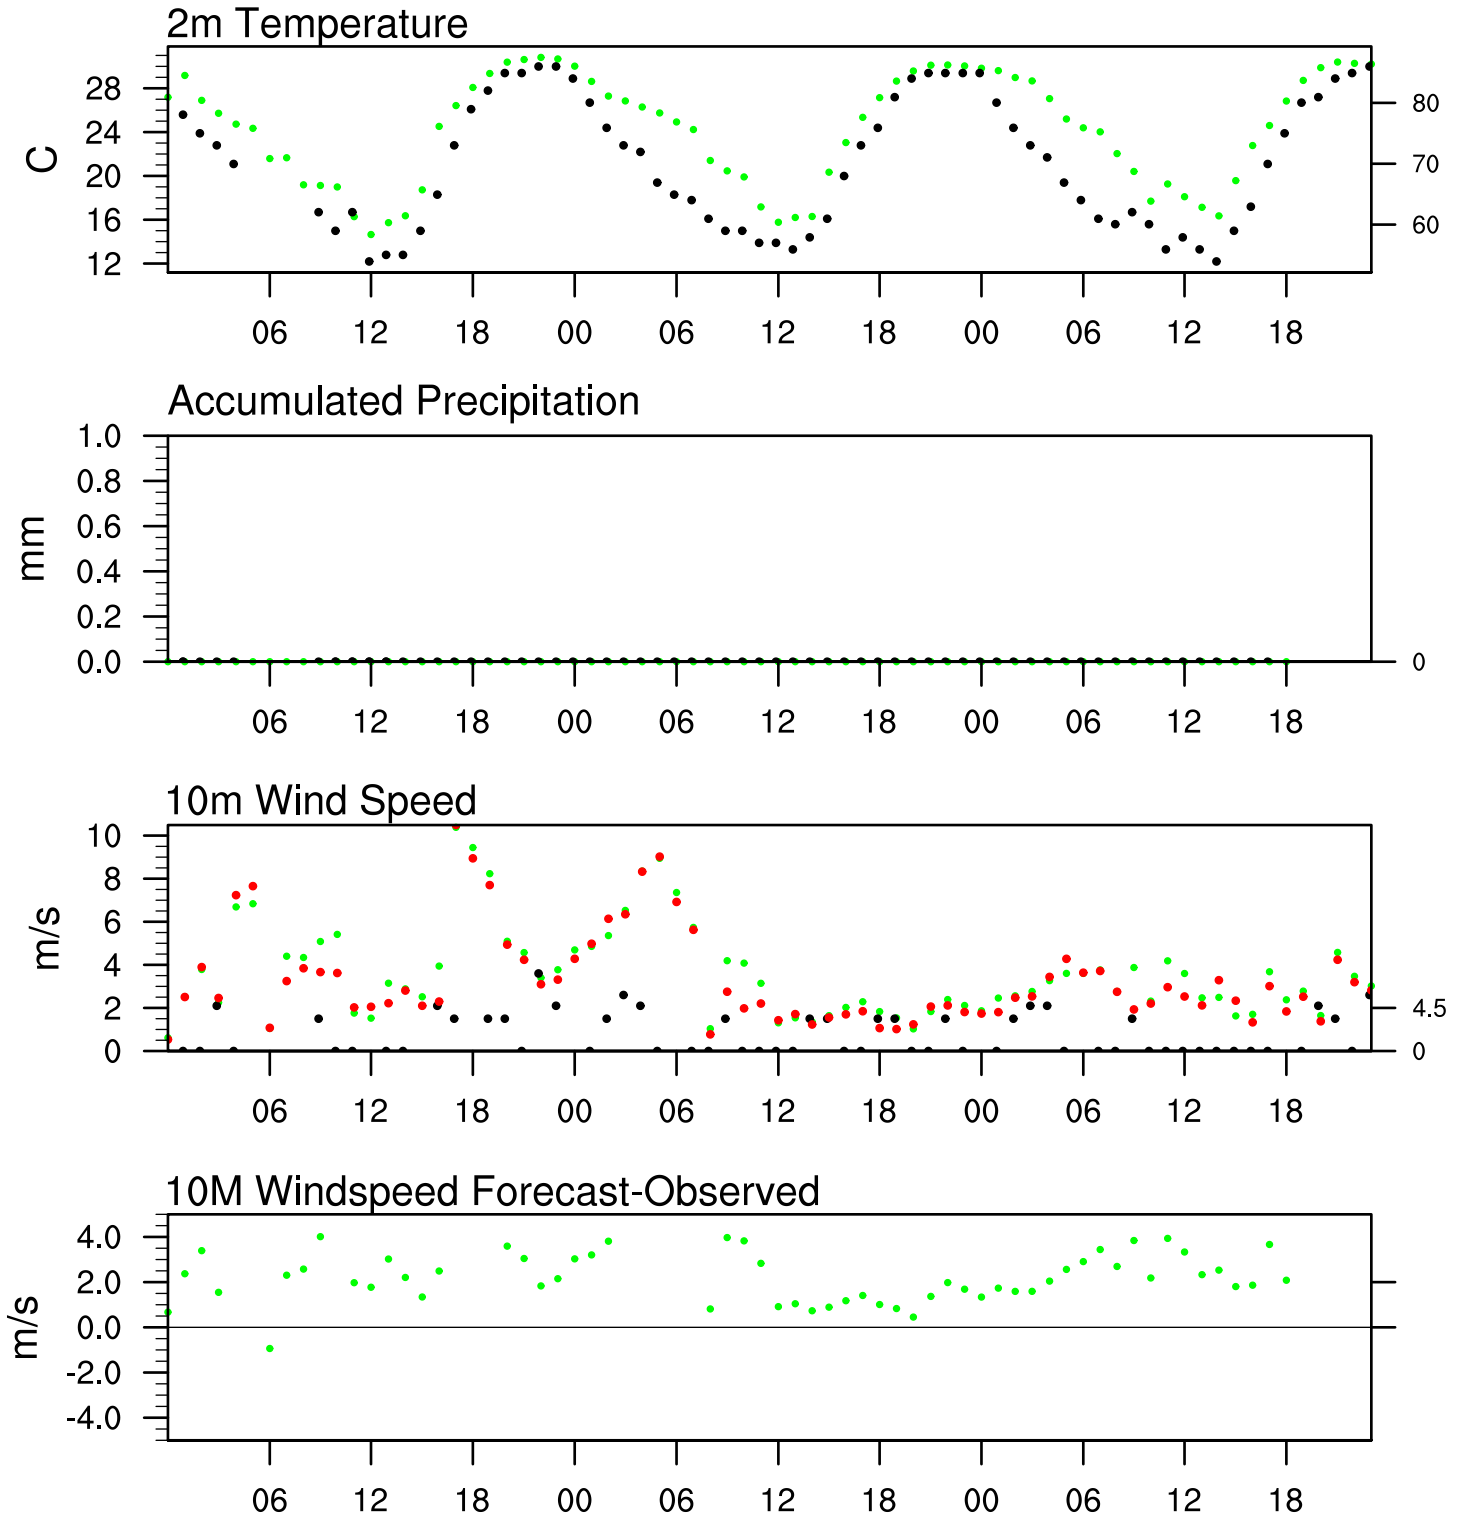 2m Temperature
28
24
20
16
12
C
80
70
60
06 12 18 00 06 12 18 00 06 12 18
Accumulated Precipitation
1.0
0.8
0.6
0.4
0.2
0.0
mm
0
06 12 18 00 06 12 18 00 06 12 18
10m Wind Speed
10
8
6
4
2
0
m/s
4.5
0
06 12 18 00 06 12 18 00 06 12 18
10M Windspeed Forecast-Observed
4.0
2.0
0.0
-2.0
-4.0
m/s
06 12 18 00 06 12 18 00 06 12 18